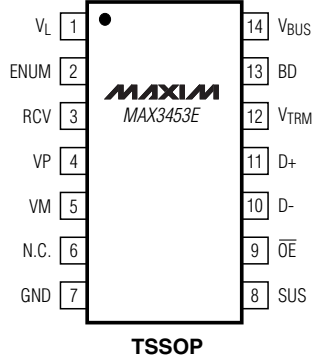 VL 1 14 VBUS
ENUM 2 13 BD
MAXIM
RCV 3 MAX3453E 12 VTRM
VP 4 11 D+
VM 5 10 D-
N.C. 6 9 O̅E̅
GND 7 8 SUS
TSSOP